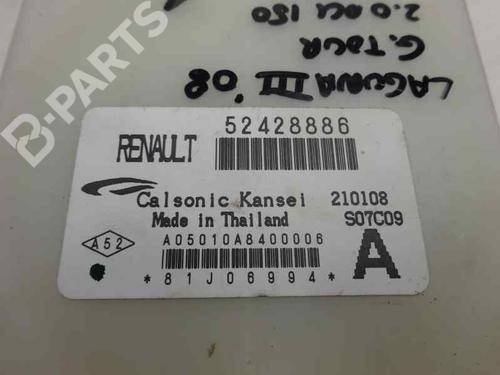 2.0 DCI 150
G. TOUR
LAGUNA III '08
B-PARTS
52428886
RENAULT
Calsonic Kansei 210108
Made in Thailand S07C09
A52 A05010A8400006
*81J06994* A